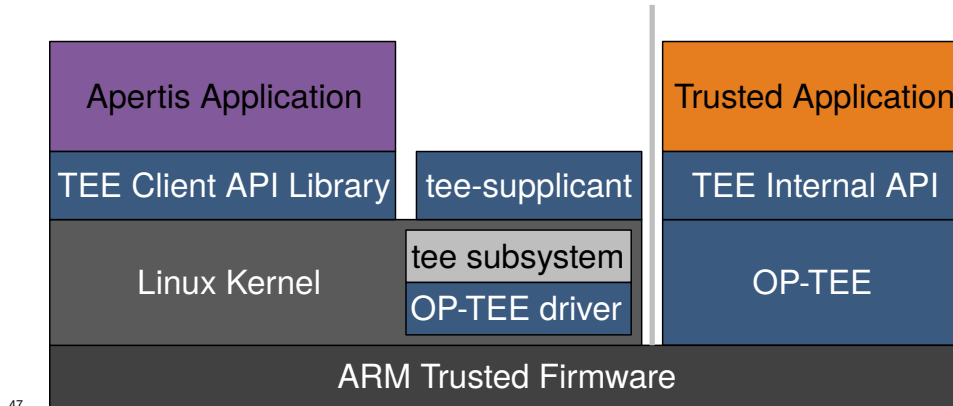 Apertis Application
Trusted Application
TEE Client API Library
tee-supplicant
TEE Internal API
tee subsystem
Linux Kernel
OP-TEE
OP-TEE driver
ARM Trusted Firmware
47